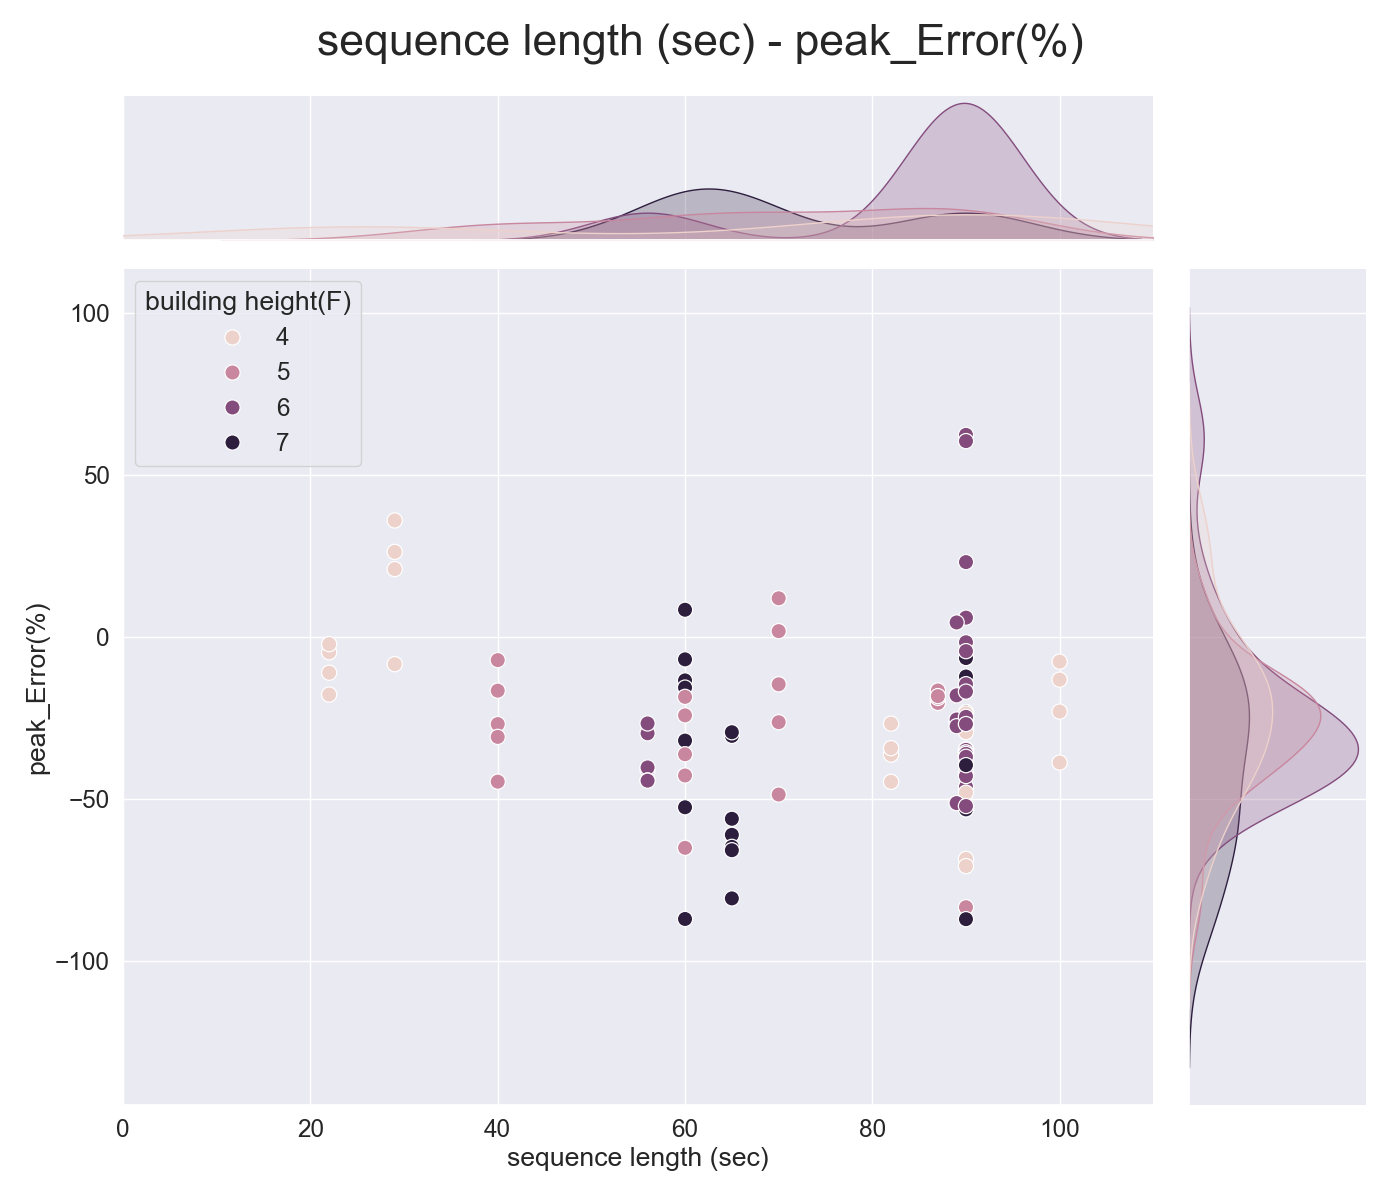 sequence length (sec) - peak_Error(%)
building height(F)
4
5
6
7
100
50
0
−50
−100
peak_Error(%)
0 20 40 60 80 100
sequence length (sec)